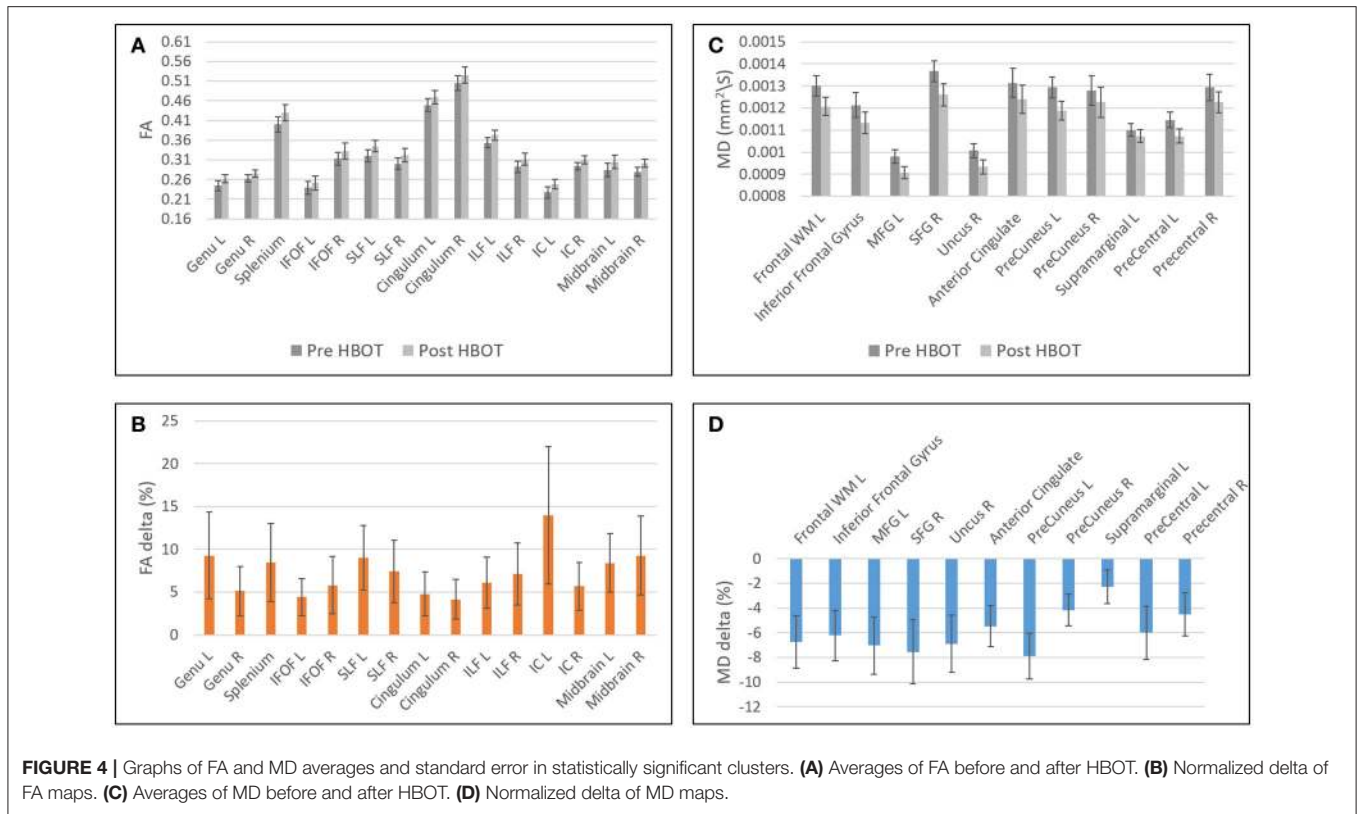 A
0.61
0.56
0.51
0.46
0.41
0.36
0.31
0.26
0.21
0.16
FA
Genu L
Genu R
Splenium
IFOF L
IFOF R
SLF L
SLF R
Cingulum L
Cingulum R
ILF L
ILF R
IC L
IC R
Midbrain L
Midbrain R
Pre HBOT Post HBOT
C
0.0015
0.0014
0.0013
0.0012
0.0011
0.001
0.0009
0.0008
MD (mm²\S)
Frontal WM L
Inferior Frontal Gyrus
MFG L
SFG R
Uncus R
Anterior Cingulate
PreCuneus L
PreCuneus R
Supramarginal L
PreCentral L
Precentral R
Pre HBOT Post HBOT
B
25
20
15
10
5
0
FA delta (%)
Genu L
Genu R
Splenium
IFOF L
IFOF R
SLF L
SLF R
Cingulum L
Cingulum R
ILF L
ILF R
IC L
IC R
Midbrain L
Midbrain R
D
Frontal WM L
Inferior Frontal Gyrus
MFG L
SFG R
Uncus R
Anterior Cingulate
PreCuneus L
PreCuneus R
Supramarginal L
PreCentral L
Precentral R
0
-2
-4
-6
-8
-10
-12
MD delta (%)
FIGURE 4 | Graphs of FA and MD averages and standard error in statistically significant clusters. (A) Averages of FA before and after HBOT. (B) Normalized delta of
FA maps. (C) Averages of MD before and after HBOT. (D) Normalized delta of MD maps.